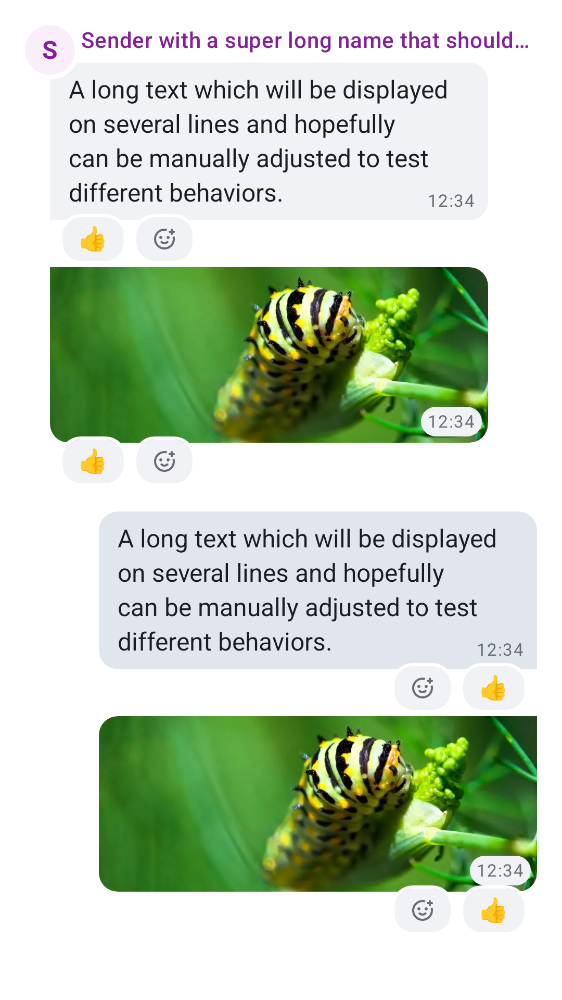 S
Sender with a super long name that should…
A long text which will be displayed
on several lines and hopefully
can be manually adjusted to test
different behaviors.
12:34
👍
12:34
👍
A long text which will be displayed
on several lines and hopefully
can be manually adjusted to test
different behaviors.
12:34
👍
12:34
👍